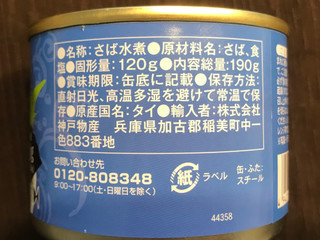 ●名称：さば水煮●原材料名：さば、食
塩●固形量：120g●内容総量：190g
●賞味期限：缶底に記載●保存方法：
直射日光、高温多湿を避けて常温で保
存●原産国名：タイ●輸入者：株式会社
神戸物産　兵庫県加古郡稲美町中一
色883番地
お問い合わせ先
0120-808348
9:00〜17:00(土・日曜日を除く)
紙 ラベル
缶・ふた：
スチール
44358